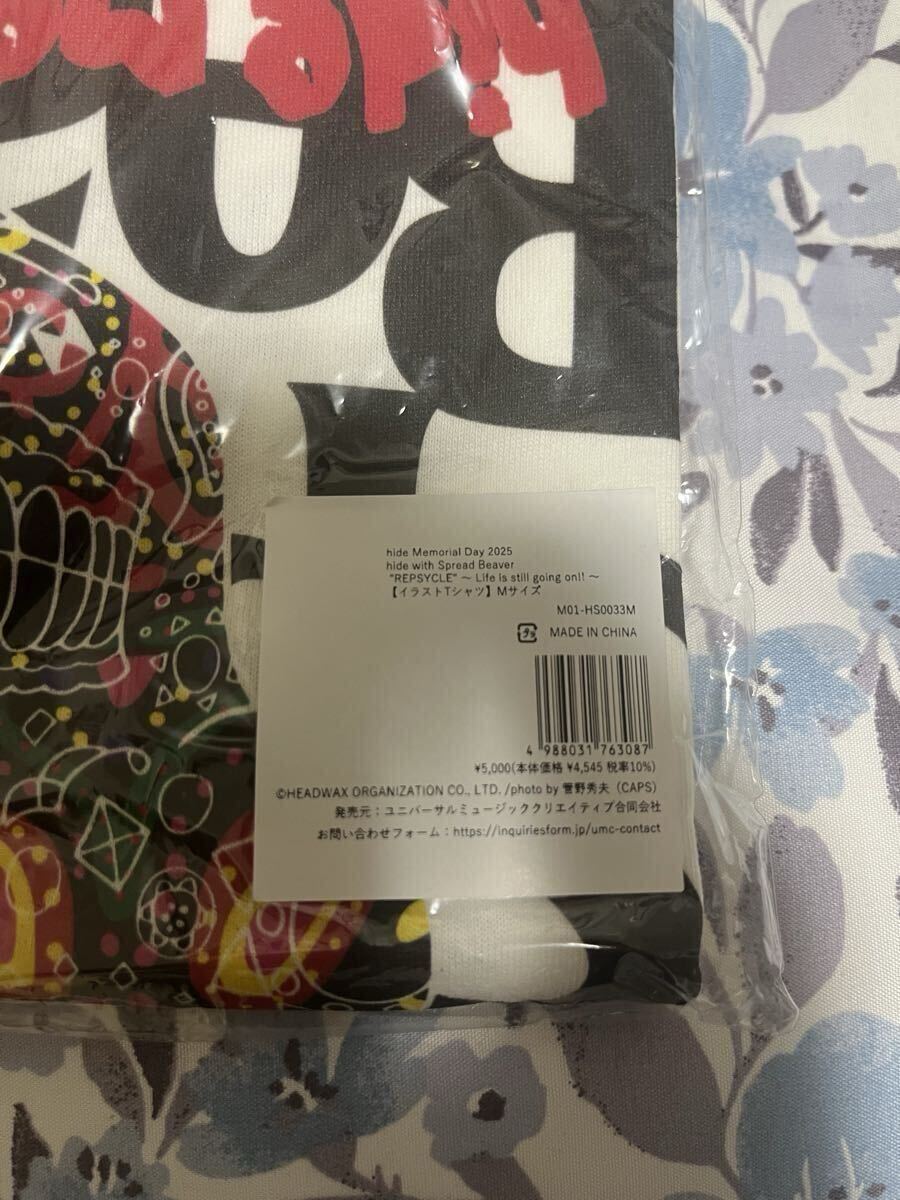 hide Memorial Day 2025
hide with Spread Beaver
"REPSYCLE" ～ Life is still going on!! ～
【イラストTシャツ】Mサイズ
M01-HS0033M
MADE IN CHINA
4 988031 763087
¥5,000(本体価格 ¥4,545 税率10%)
©HEADWAX ORGANIZATION CO., LTD. /photo by 菅野秀夫（CAPS）
発売元：ユニバーサルミュージッククリエイティブ合同会社
お問い合わせフォーム：https://inquiriesform.jp/umc-contact